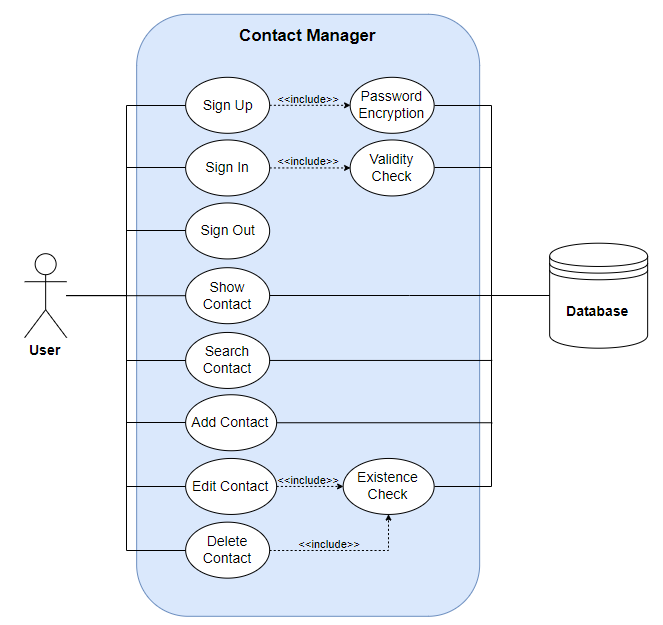 Contact Manager
Sign Up
<<include>>
Password
Encryption
Sign In
<<include>>
Validity
Check
Sign Out
Show
Contact
User
Database
Search
Contact
Add Contact
Edit Contact
<<include>>
Existence
Check
Delete
Contact
<<include>>